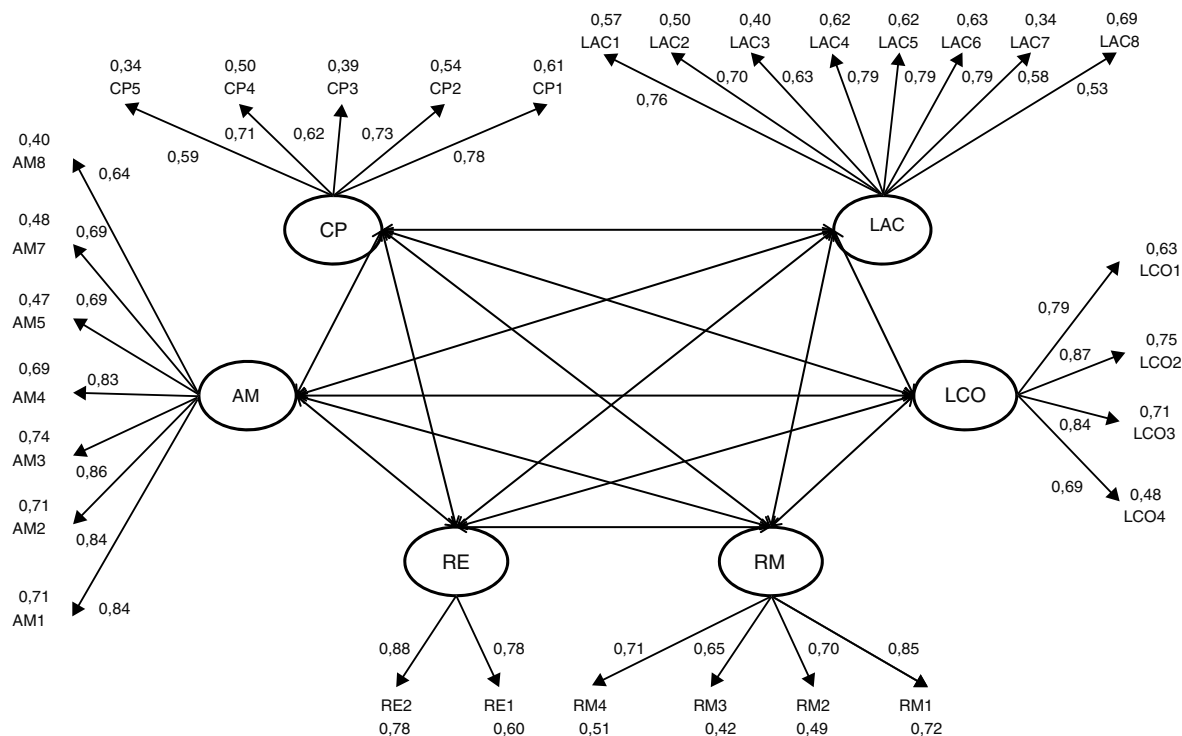 0,57 0,50 0,40 0,62 0,62 0,63 0,34 0,69
LAC1 LAC2 LAC3 LAC4 LAC5 LAC6 LAC7 LAC8
0,34 0,50 0,39 0,54 0,61
CP5 CP4 CP3 CP2 CP1
0,76 0,70 0,63 0,79 0,79 0,79 0,58 0,53
0,59 0,71 0,62 0,73 0,78
CP
LAC
0,40
AM8
0,64
0,48
AM7
0,69
0,47
AM5
0,69
0,69
AM4
0,83
0,74
AM3
0,86
0,71
AM2
0,84
0,71
AM1
0,84
AM
LCO
0,63
LCO1
0,79
0,75
LCO2
0,87
0,71
LCO3
0,84
0,48
LCO4
0,69
RE
RM
0,88 0,78
0,71 0,65 0,70 0,85
RE2 RE1 RM4 RM3 RM2 RM1
0,78 0,60 0,51 0,42 0,49 0,72